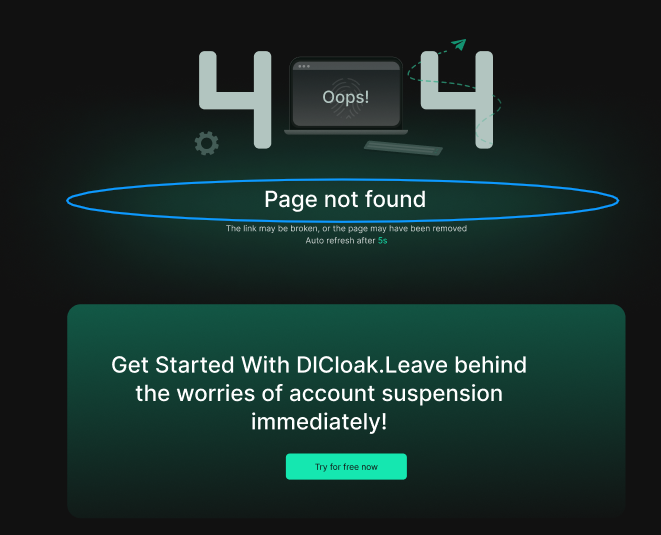 4 Oops! 4
Page not found
The link may be broken, or the page may have been removed
Auto refresh after 5s
Get Started With DICloak.Leave behind
the worries of account suspension
immediately!
Try for free now